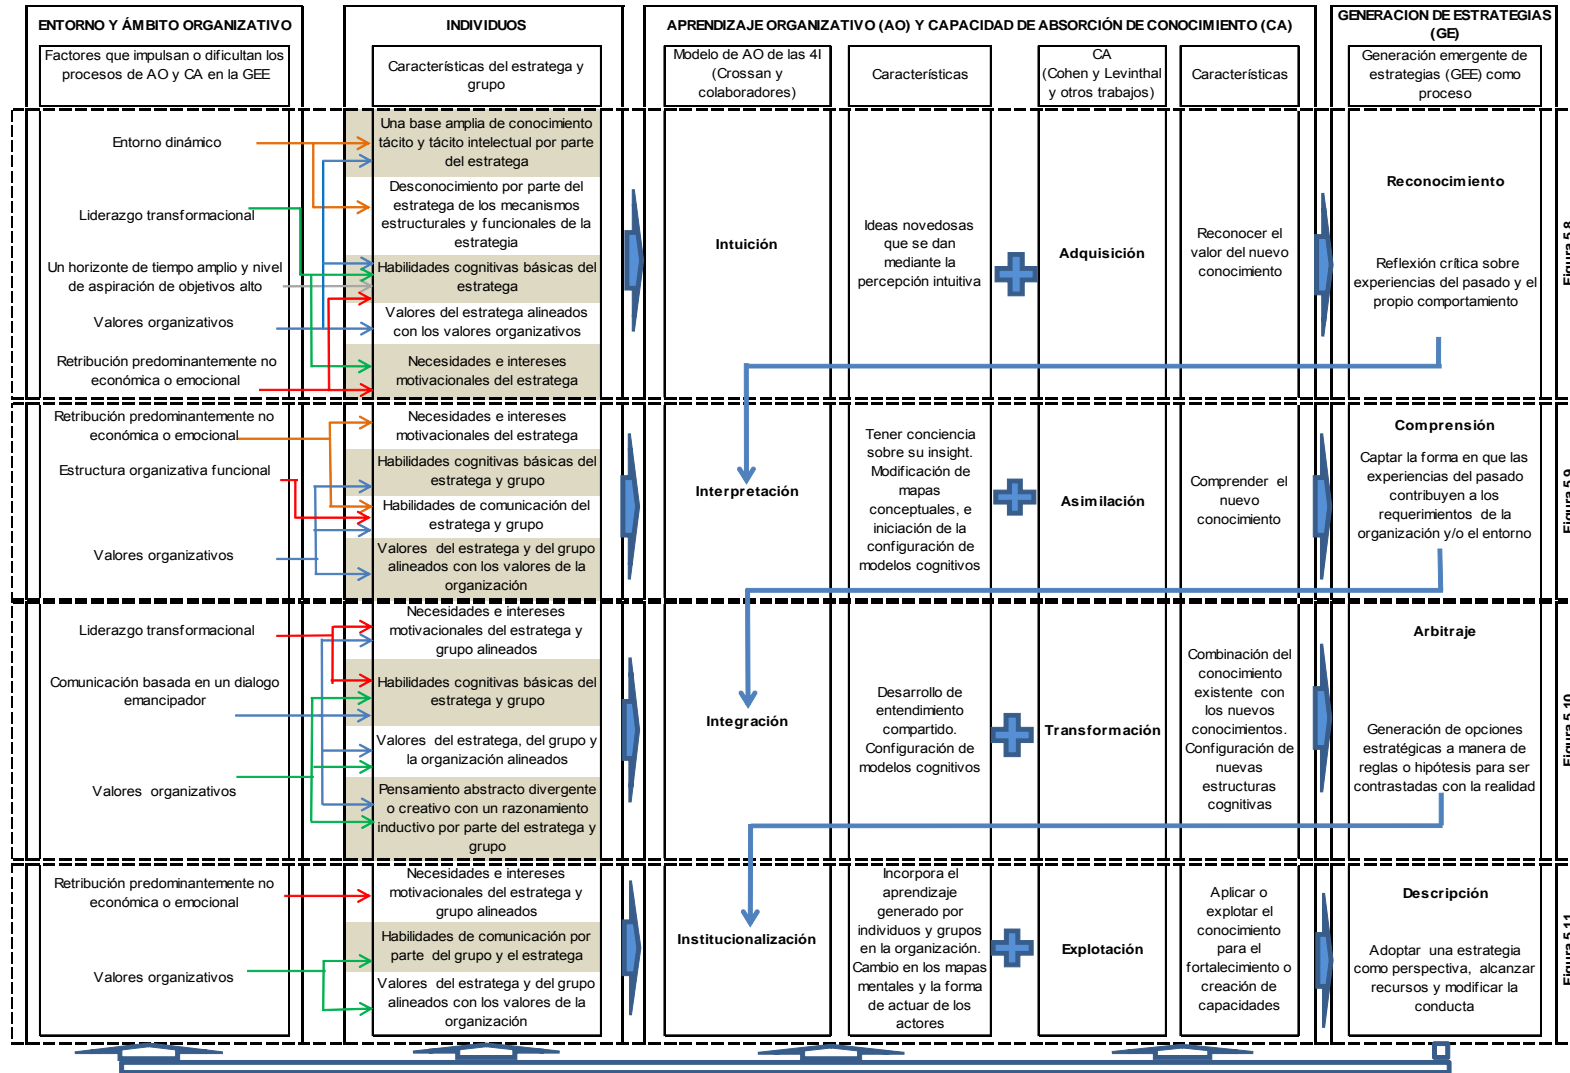 ENTORNO Y ÁMBITO ORGANIZATIVO
INDIVIDUOS
APRENDIZAJE ORGANIZATIVO (AO) Y CAPACIDAD DE ABSORCIÓN DE CONOCIMIENTO (CA)
GENERACION DE ESTRATEGIAS
(GE)
Factores que impulsan o dificultan los
procesos de AO y CA en la GEE
Características del estratega y
grupo
Modelo de AO de las 4I
(Crossan y
colaboradores)
Características
CA
(Cohen y Levinthal
y otros trabajos)
Características
Generación emergente de
estrategias (GEE) como
proceso
Entorno dinámico
Liderazgo transformacional
Un horizonte de tiempo amplio y nivel
de aspiración de objetivos alto
Valores organizativos
Retribución predominantemente no
económica o emocional
Una base amplia de conocimiento
tácito y tácito intelectual por parte
del estratega
Desconocimiento por parte del
estratega de los mecanismos
estructurales y funcionales de la
estrategia
Habilidades cognitivas básicas del
estratega
Valores del estratega alineados
con los valores organizativos
Necesidades e intereses
motivacionales del estratega
Intuición
Ideas novedosas
que se dan
mediante la
percepción intuitiva
Adquisición
Reconocer el
valor del nuevo
conocimiento
Reconocimiento
Reflexión crítica sobre
experiencias del pasado y el
propio comportamiento
Figura 5.8
Retribución predominantemente no
económica o emocional
Estructura organizativa funcional
Valores organizativos
Necesidades e intereses
motivacionales del estratega
Habilidades cognitivas básicas del
estratega y grupo
Habilidades de comunicación del
estratega y grupo
Valores del estratega y del grupo
alineados con los valores de la
organización
Interpretación
Tener conciencia
sobre su insight.
Modificación de
mapas
conceptuales, e
iniciación de la
configuración de
modelos cognitivos
Asimilación
Comprender el
nuevo
conocimiento
Comprensión
Captar la forma en que las
experiencias del pasado
contribuyen a los
requerimientos de la
organización y/o el entorno
Figura 5.9
Liderazgo transformacional
Comunicación basada en un dialogo
emancipador
Valores organizativos
Necesidades e intereses
motivacionales del estratega y
grupo alineados
Habilidades cognitivas básicas del
estratega y grupo
Valores del estratega, del grupo y
la organización alineados
Pensamiento abstracto divergente
o creativo con un razonamiento
inductivo por parte del estratega y
grupo
Integración
Desarrollo de
entendimiento
compartido.
Configuración de
modelos cognitivos
Transformación
Combinación del
conocimiento
existente con
los nuevos
conocimientos.
Configuración de
nuevas
estructuras
cognitivas
Arbitraje
Generación de opciones
estratégicas a manera de
reglas o hipótesis para ser
contrastadas con la realidad
Figura 5.10
Retribución predominantemente no
económica o emocional
Valores organizativos
Necesidades e intereses
motivacionales del estratega y
grupo alineados
Habilidades de comunicación por
parte del grupo y el estratega
Valores del estratega y del grupo
alineados con los valores de la
organización
Institucionalización
Incorpora el
aprendizaje
generado por
individuos y grupos
en la organización.
Cambio en los mapas
mentales y la forma
de actuar de los
actores
Explotación
Aplicar o
explotar el
conocimiento
para el
fortalecimiento o
creación de
capacidades
Descripción
Adoptar una estrategia
como perspectiva, alcanzar
recursos y modificar la
conducta
Figura 5.11